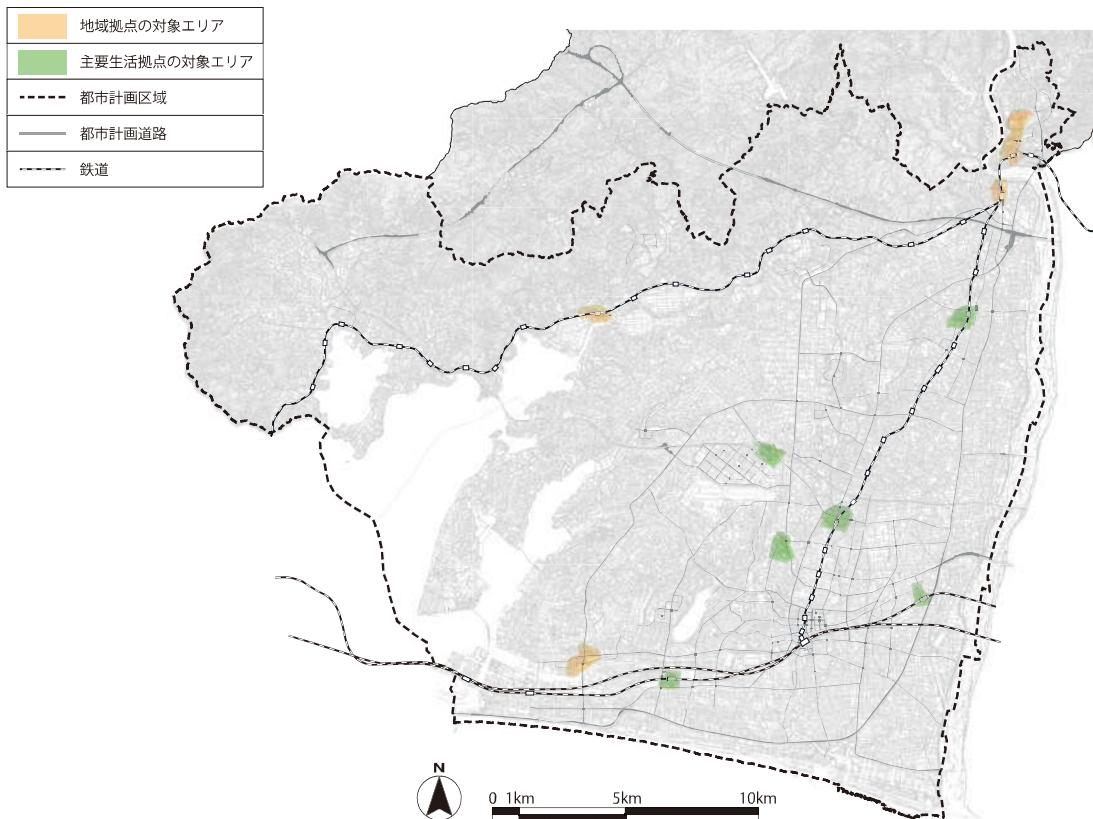 地域拠点の対象エリア
主要生活拠点の対象エリア
都市計画区域
都市計画道路
鉄道
N
0 1km 5km 10km